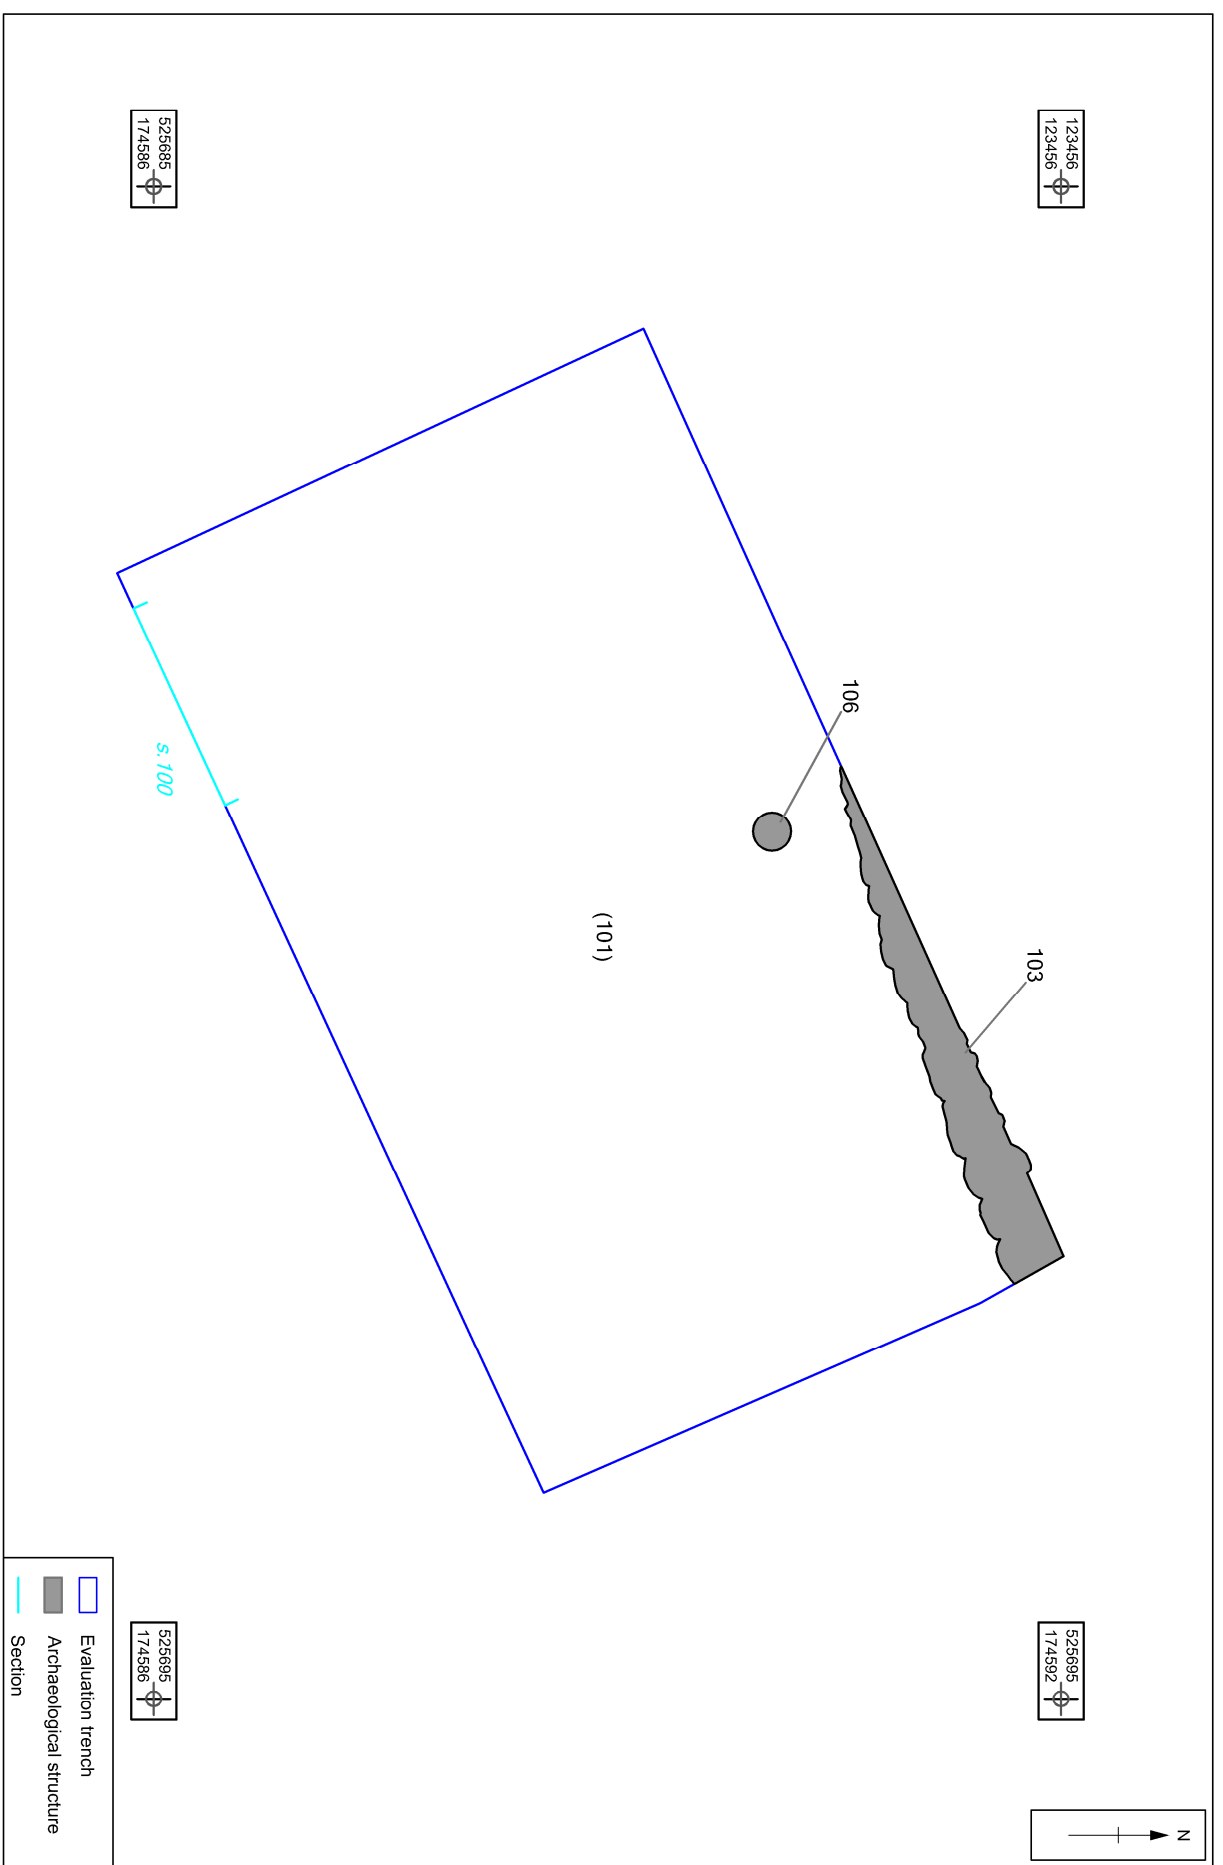 123456
123456
525695
174592
N
106
103
(101)
s.100
525685
174586
525695
174586
Evaluation trench
Archaeological structure
Section